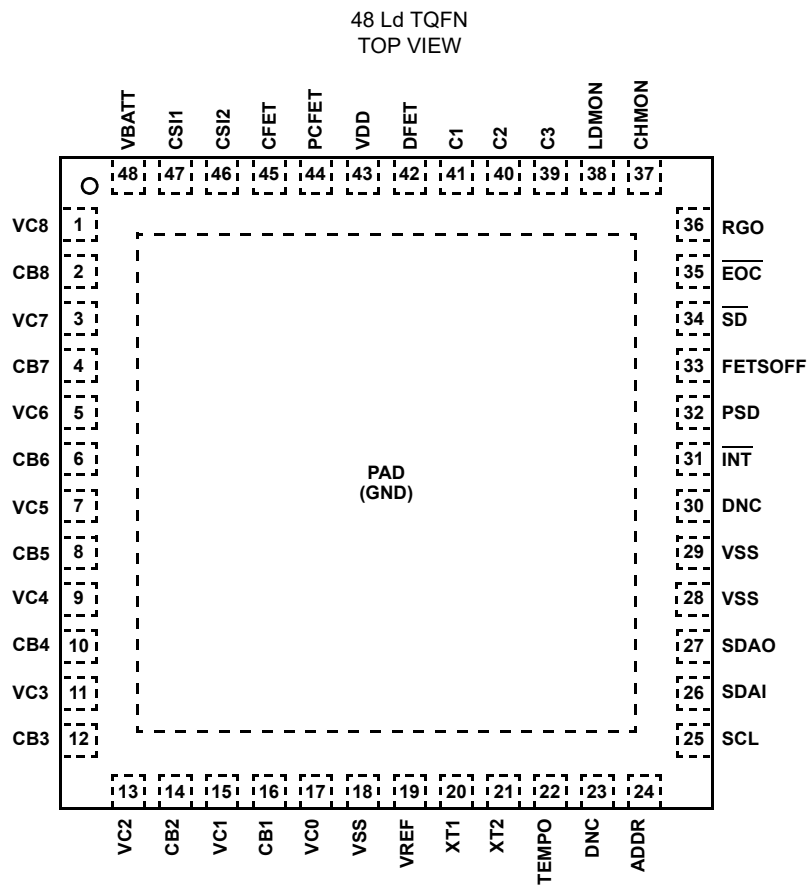 48 Ld TQFN
TOP VIEW
VBATT
CSI1
CSI2
CFET
PCFET
VDD
DFET
C1
C2
C3
LDMON
CHMON
48
47
46
45
44
43
42
41
40
39
38
37
VC8 1
CB8 2
VC7 3
CB7 4
VC6 5
CB6 6
VC5 7
CB5 8
VC4 9
CB4 10
VC3 11
CB3 12
PAD
(GND)
36 RGO
35 EOC
34 SD
33 FETSOFF
32 PSD
31 INT
30 DNC
29 VSS
28 VSS
27 SDAO
26 SDAI
25 SCL
13
14
15
16
17
18
19
20
21
22
23
24
VC2
CB2
VC1
CB1
VC0
VSS
VREF
XT1
XT2
TEMPO
DNC
ADDR